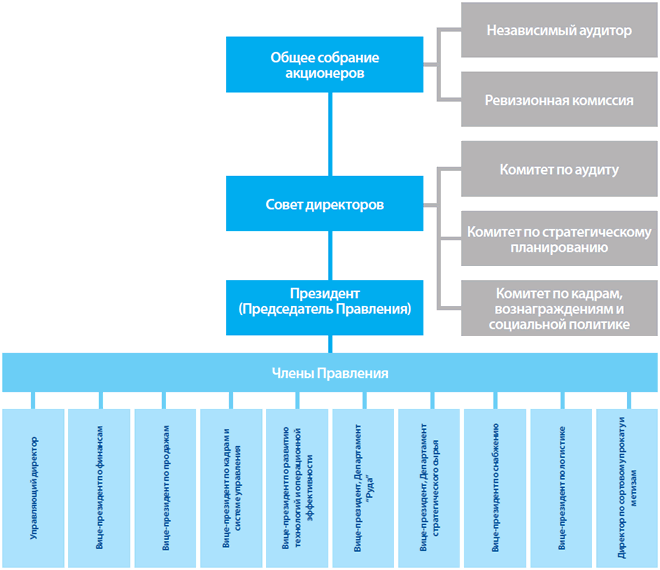 Общее собрание
акционеров
Независимый аудитор
Ревизионная комиссия
Совет директоров
Комитет по аудиту
Комитет по стратегическому
планированию
Комитет по кадрам,
вознаграждениям и
социальной политике
Президент
(Председатель Правления)
Члены Правления
Управляющий директор
Вице-президент по финансам
Вице-президент по продажам
Вице-президент по кадрам и
системе управления
Вице-президент по развитию
технологий и операционной
эффективности
Вице-президент, Департамент
"Руда"
Вице-президент, Департамент
стратегического сырья
Вице-президент по снабжению
Вице-президент по логистике
Директор по сортовому прокату и
метизам